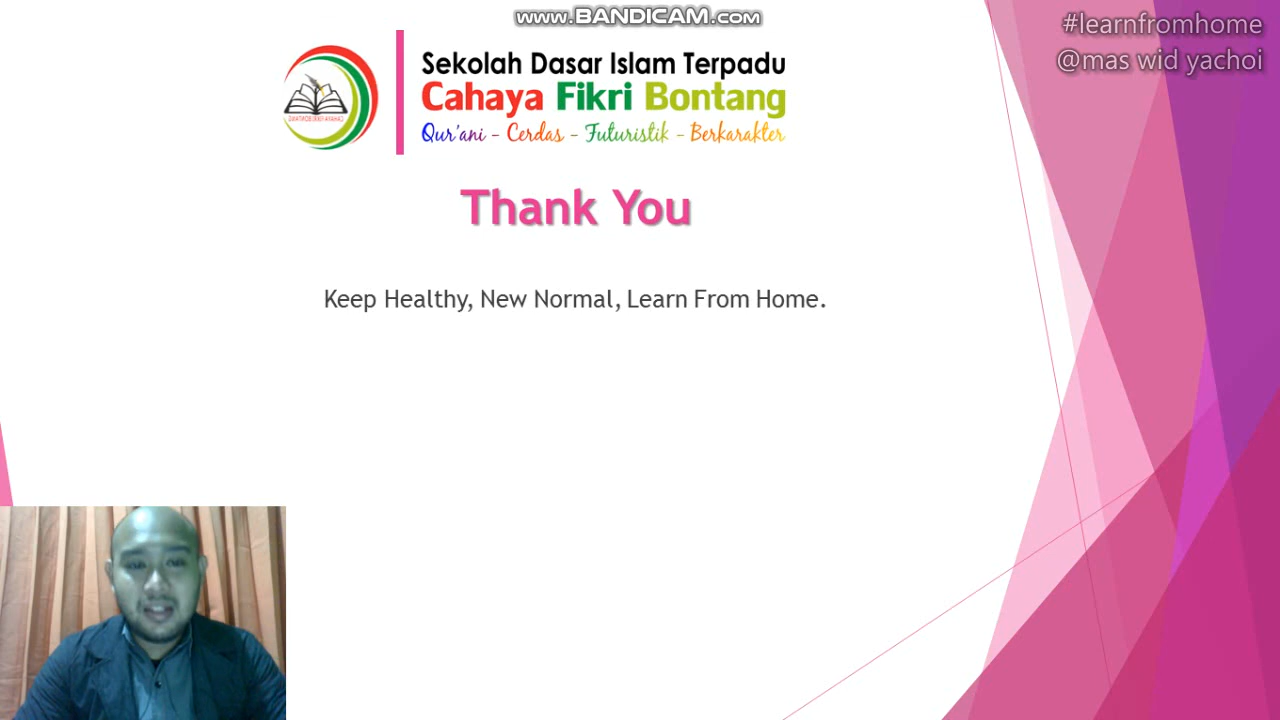 www.BANDICAM.com
#learnfromhome
@mas wid yachoi
Sekolah Dasar Islam Terpadu
Cahaya Fikri Bontang
Qur'ani - Cerdas - Futuristik - Berkarakter
Thank You
Keep Healthy, New Normal, Learn From Home.